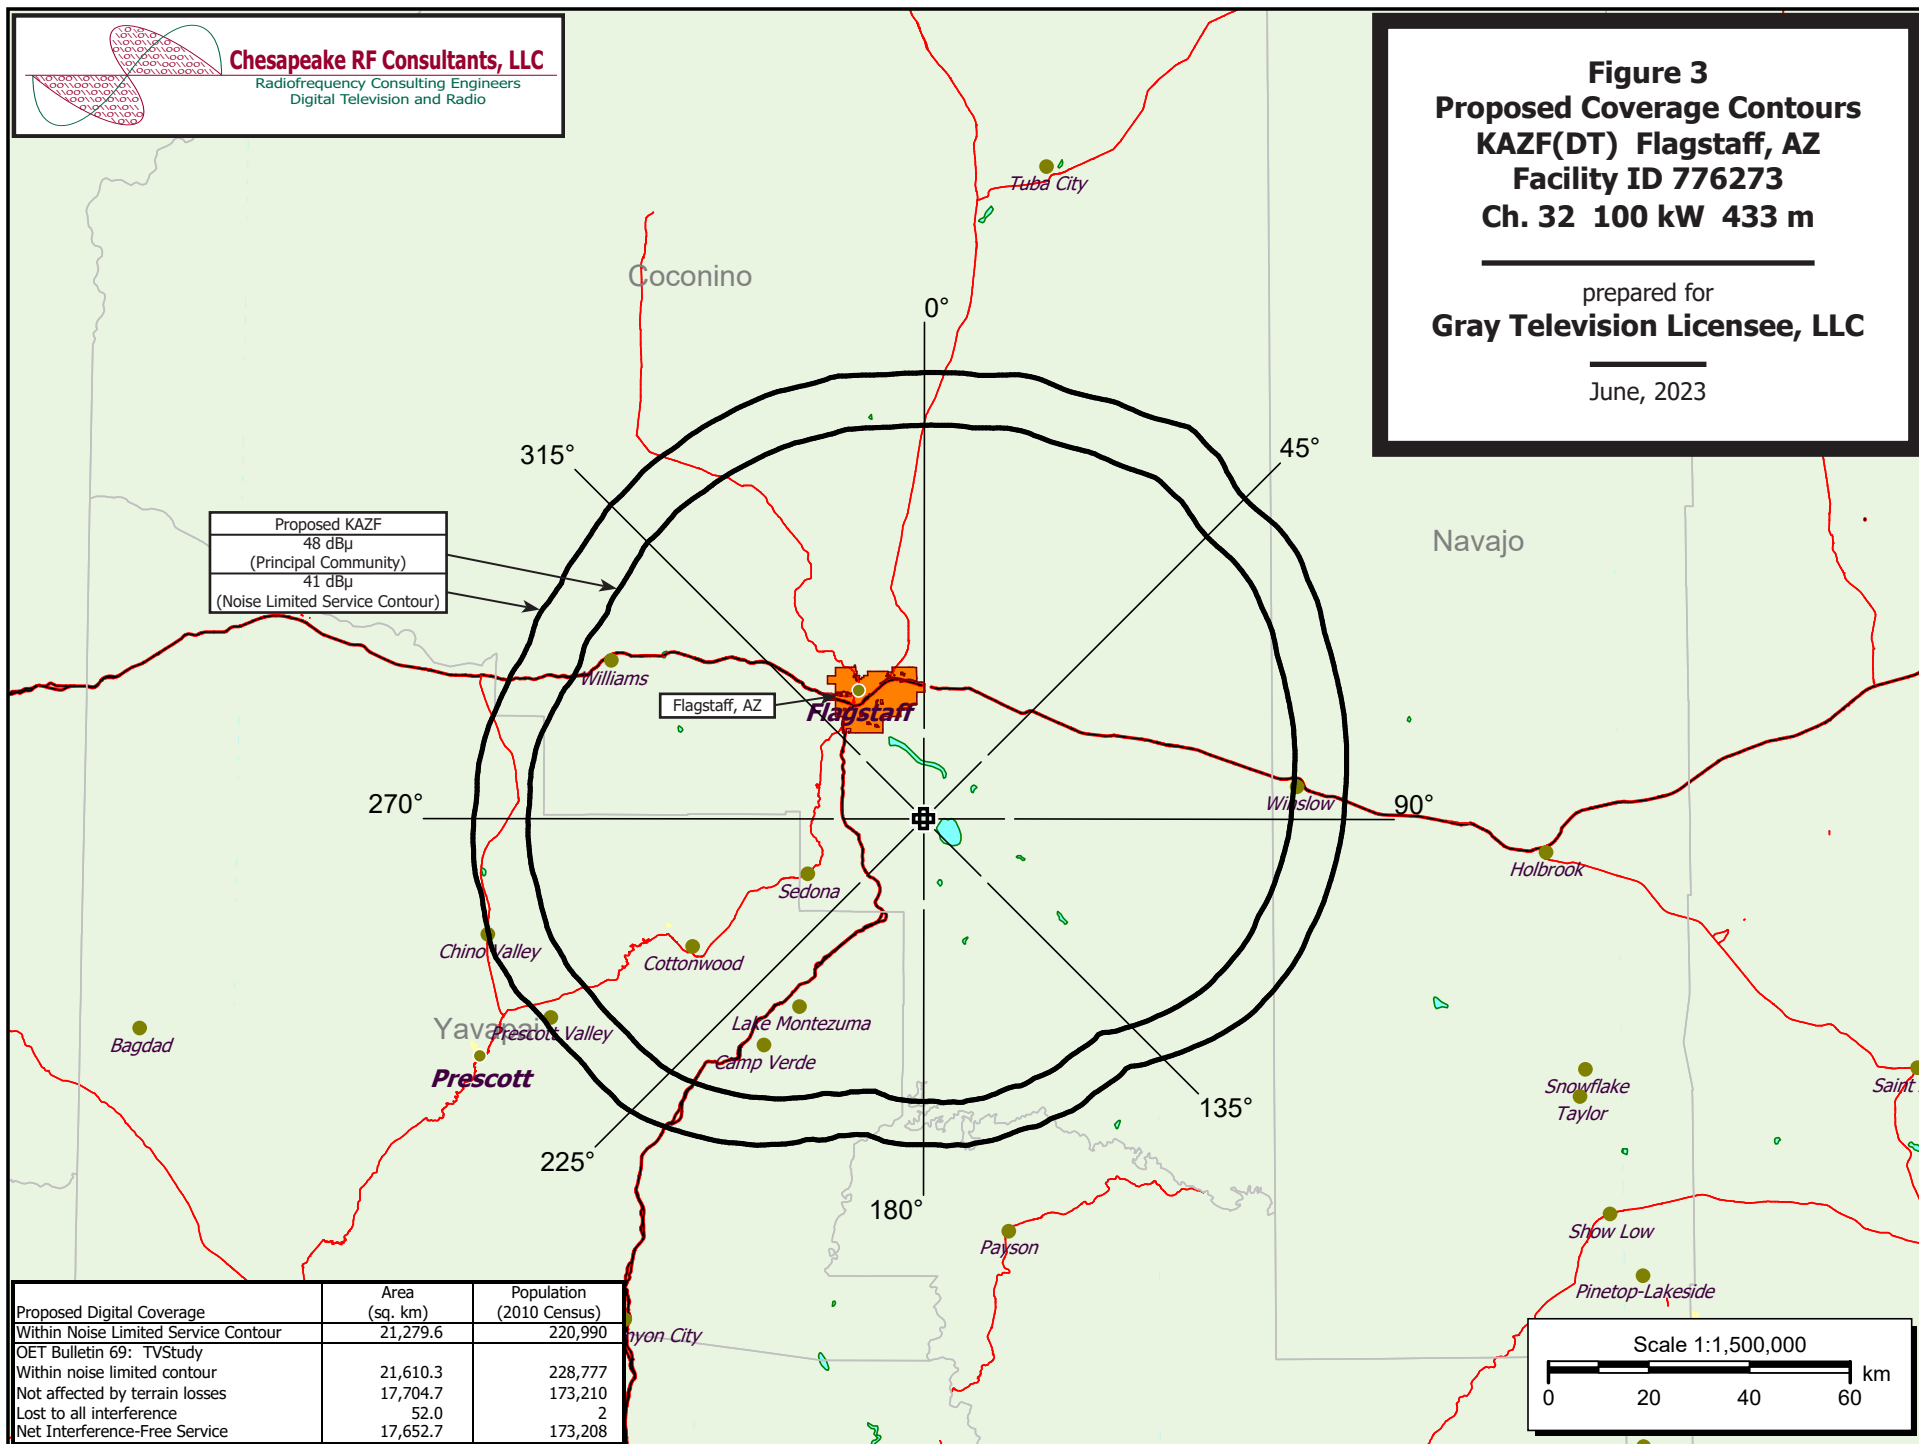 Chesapeake RF Consultants, LLC
Radiofrequency Consulting Engineers
Digital Television and Radio
Figure 3
Proposed Coverage Contours
KAZF(DT) Flagstaff, AZ
Facility ID 776273
Ch. 32 100 kW 433 m
prepared for
Gray Television Licensee, LLC
June, 2023
Tuba City
Coconino
0°
315°
45°
Navajo
Proposed KAZF
48 dBµ
(Principal Community)
41 dBµ
(Noise Limited Service Contour)
Williams
Flagstaff, AZ
Flagstaff
270°
Winslow
90°
Holbrook
Sedona
Chino Valley
Cottonwood
Yavapai
Prescott Valley
Lake Montezuma
Bagdad
Camp Verde
Prescott
Snowflake
Taylor
Saint
135°
225°
180°
Payson
Show Low
Pinetop-Lakeside
nyon City
Proposed Digital Coverage Area (sq. km) Population (2010 Census)
Within Noise Limited Service Contour 21,279.6 220,990
OET Bulletin 69: TVStudy
Within noise limited contour 21,610.3 228,777
Not affected by terrain losses 17,704.7 173,210
Lost to all interference 52.0 2
Net Interference-Free Service 17,652.7 173,208
Scale 1:1,500,000
km
0 20 40 60